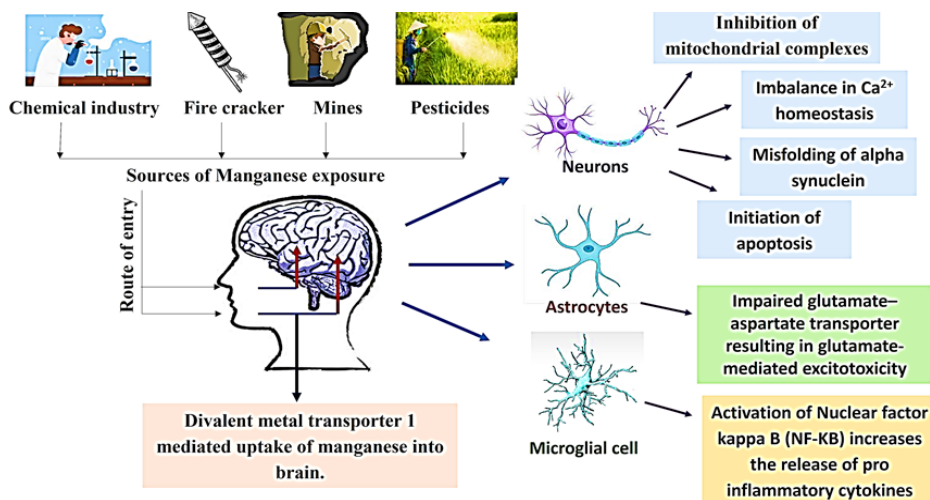 Chemical industry
Fire cracker
Mines
Pesticides
Sources of Manganese exposure
Route of entry
Divalent metal transporter 1
mediated uptake of manganese into
brain.
Neurons
Inhibition of
mitochondrial complexes
Imbalance in Ca²⁺
homeostasis
Misfolding of alpha
synuclein
Initiation of
apoptosis
Astrocytes
Impaired glutamate–
aspartate transporter
resulting in glutamate-
mediated excitotoxicity
Microglial cell
Activation of Nuclear factor
kappa B (NF-KB) increases
the release of pro
inflammatory cytokines